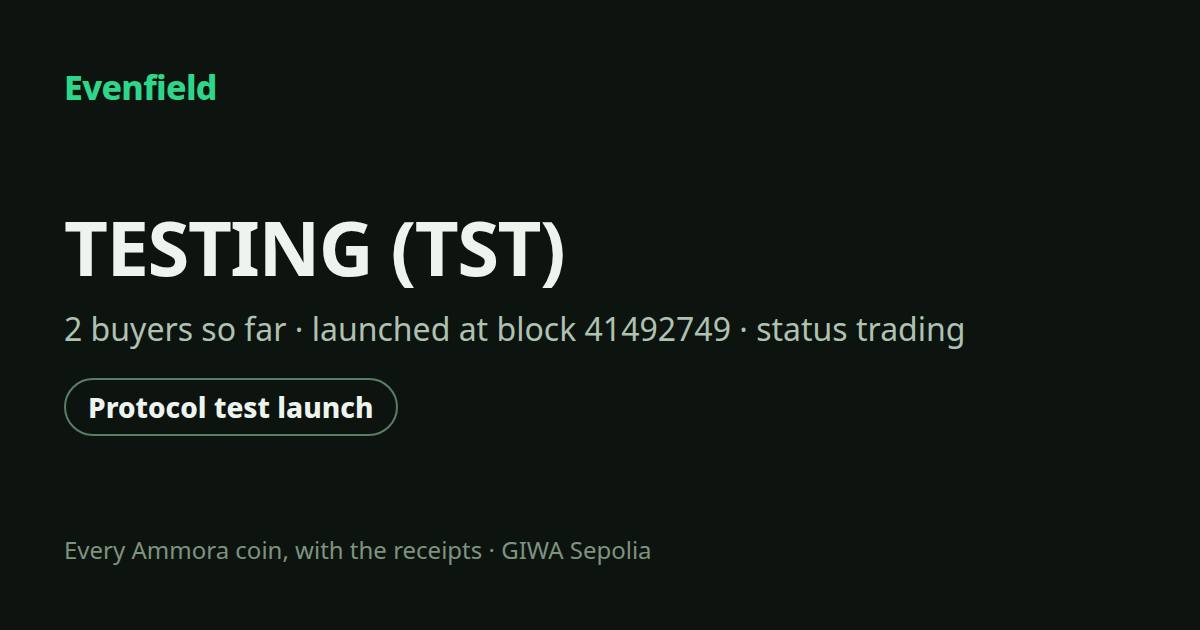 Evenfield
TESTING (TST)
2 buyers so far · launched at block 41492749 · status trading
Protocol test launch
Every Ammora coin, with the receipts · GIWA Sepolia